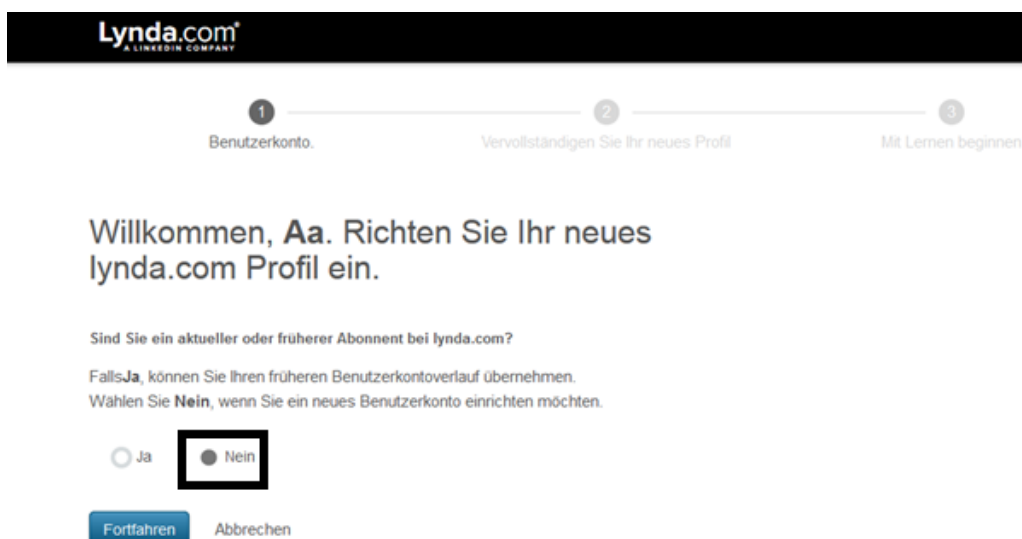 Lynda.com®
A LINKEDIN COMPANY
1 2 3
Benutzerkonto. Vervollständigen Sie Ihr neues Profil Mit Lernen beginnen
Willkommen, Aa. Richten Sie Ihr neues
lynda.com Profil ein.
Sind Sie ein aktueller oder früherer Abonnent bei lynda.com?
FallsJa, können Sie Ihren früheren Benutzerkontoverlauf übernehmen.
Wählen Sie Nein, wenn Sie ein neues Benutzerkonto einrichten möchten.
Ja Nein
Fortfahren Abbrechen